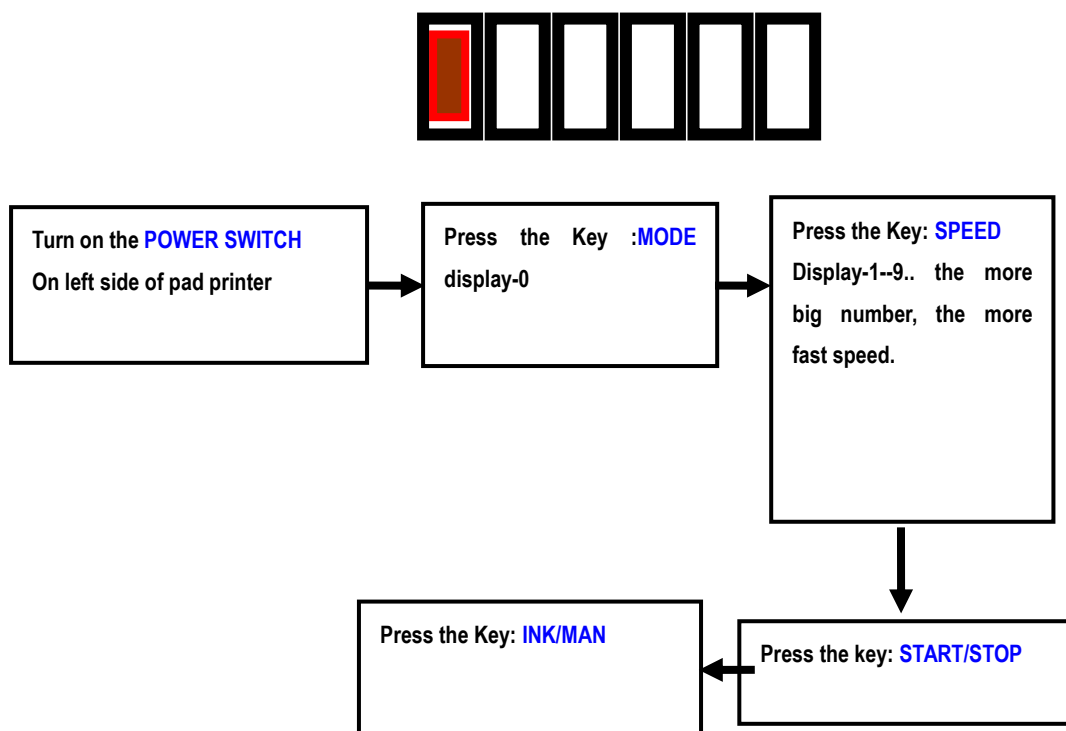 Turn on the POWER SWITCH
On left side of pad printer
Press the Key :MODE
display-0
Press the Key: SPEED
Display-1--9.. the more
big number, the more
fast speed.
Press the key: START/STOP
Press the Key: INK/MAN